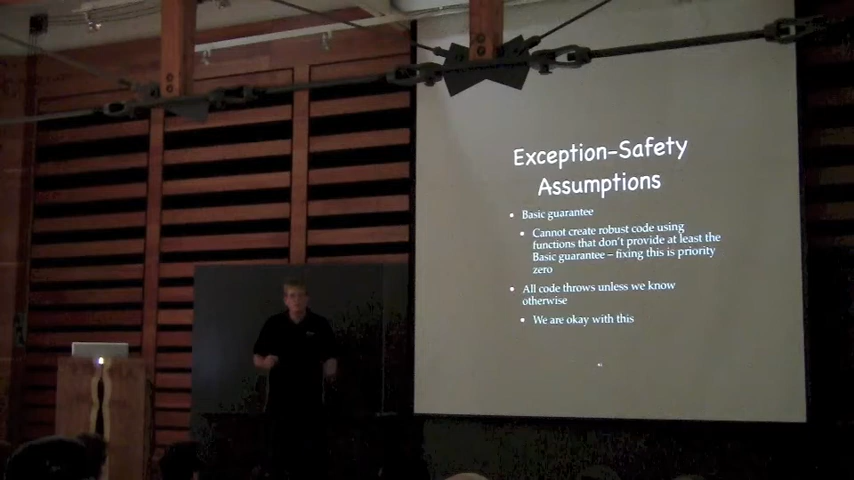 Exception-Safety
Assumptions
• Basic guarantee
• Cannot create robust code using
functions that don't provide at least the
Basic guarantee – fixing this is priority
zero
• All code throws unless we know
otherwise
• We are okay with this